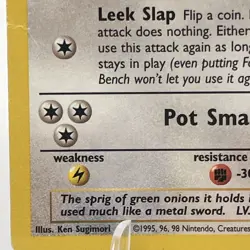 Leek Slap Flip a coin.
attack does nothing. Either
use this attack again as long
stays in play (even putting Fa
Bench won't let you use it aga
Pot Sma
weakness resistance
-30
The sprig of green onions it holds
used much like a metal sword. LV.
Illus. Ken Sugimori ©1995, 96, 98 Nintendo, Creatures